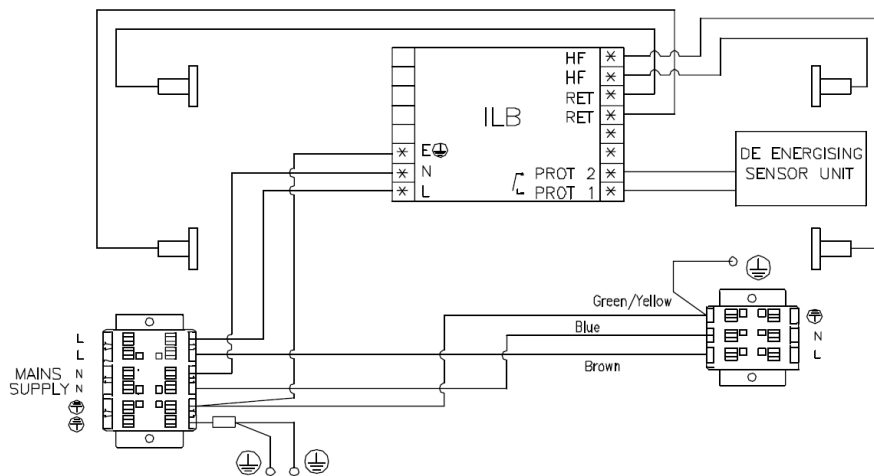 HF
HF
RET
RET
ILB
E
N
L
PROT 2
PROT 1
DE ENERGISING
SENSOR UNIT
Green/Yellow
Blue
Brown
N
L
L
L
N
N
MAINS
SUPPLY